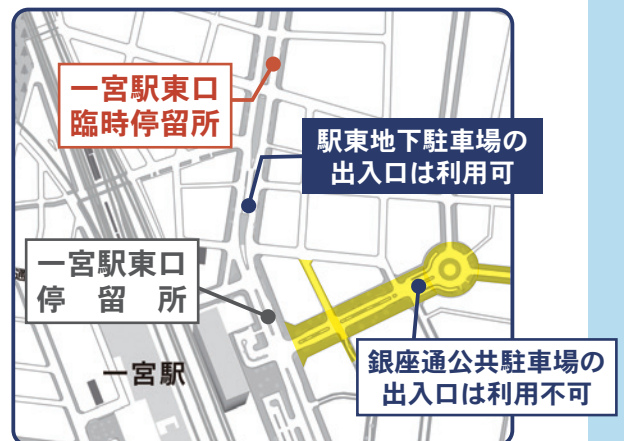 一宮駅東口
臨時停留所
駅東地下駐車場の
出入口は利用可
一宮駅東口
停留所
通
一宮駅
銀座通公共駐車場の
出入口は利用不可